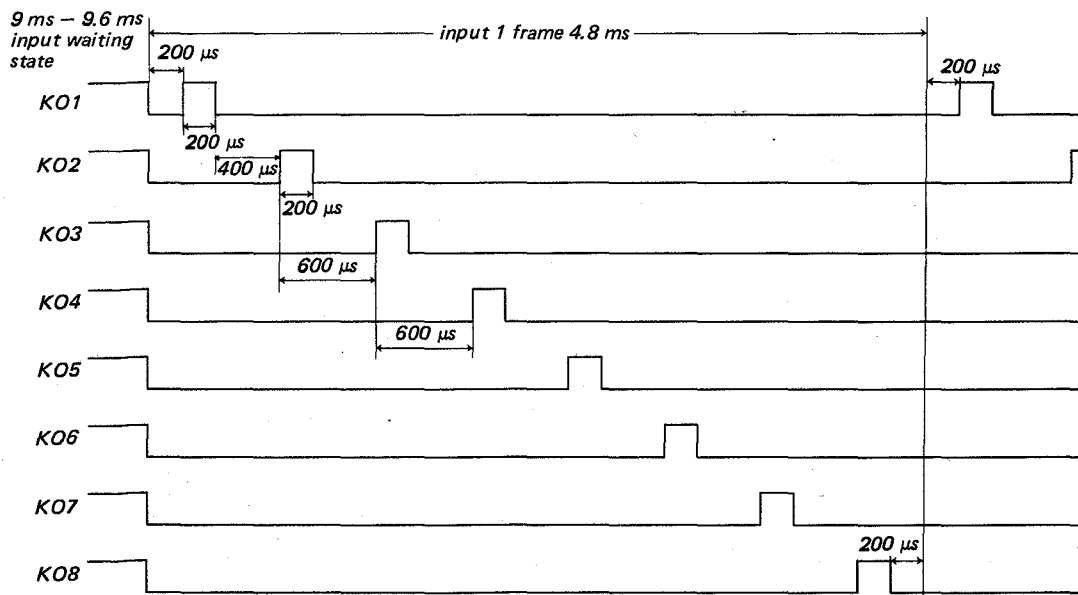 9 ms – 9.6 ms
input waiting
state
input 1 frame 4.8 ms
200 μs
200 μs
KO1
200 μs
KO2
400 μs
200 μs
KO3
600 μs
KO4
600 μs
KO5
KO6
KO7
200 μs
KO8